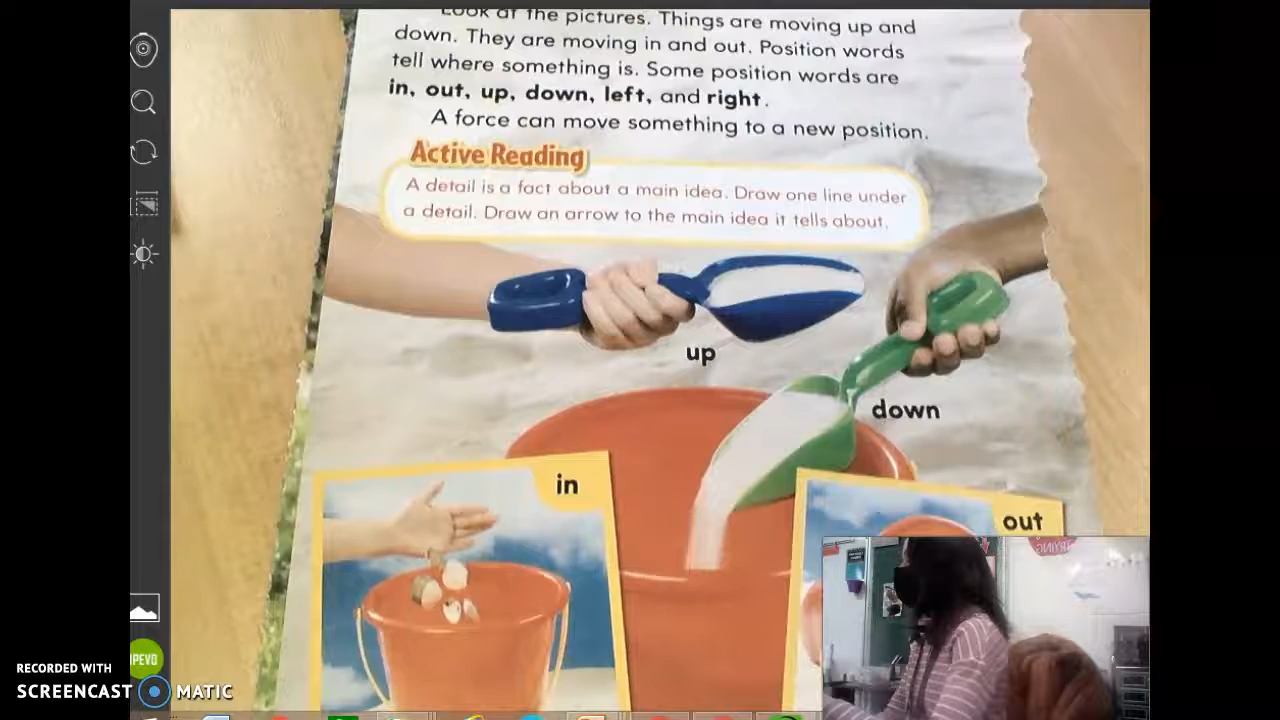 Look at the pictures. Things are moving up and
down. They are moving in and out. Position words
tell where something is. Some position words are
in, out, up, down, left, and right.
A force can move something to a new position.
Active Reading
A detail is a fact about a main idea. Draw one line under
a detail. Draw an arrow to the main idea it tells about.
up
down
in
out
RECORDED WITH
SCREENCAST MATIC